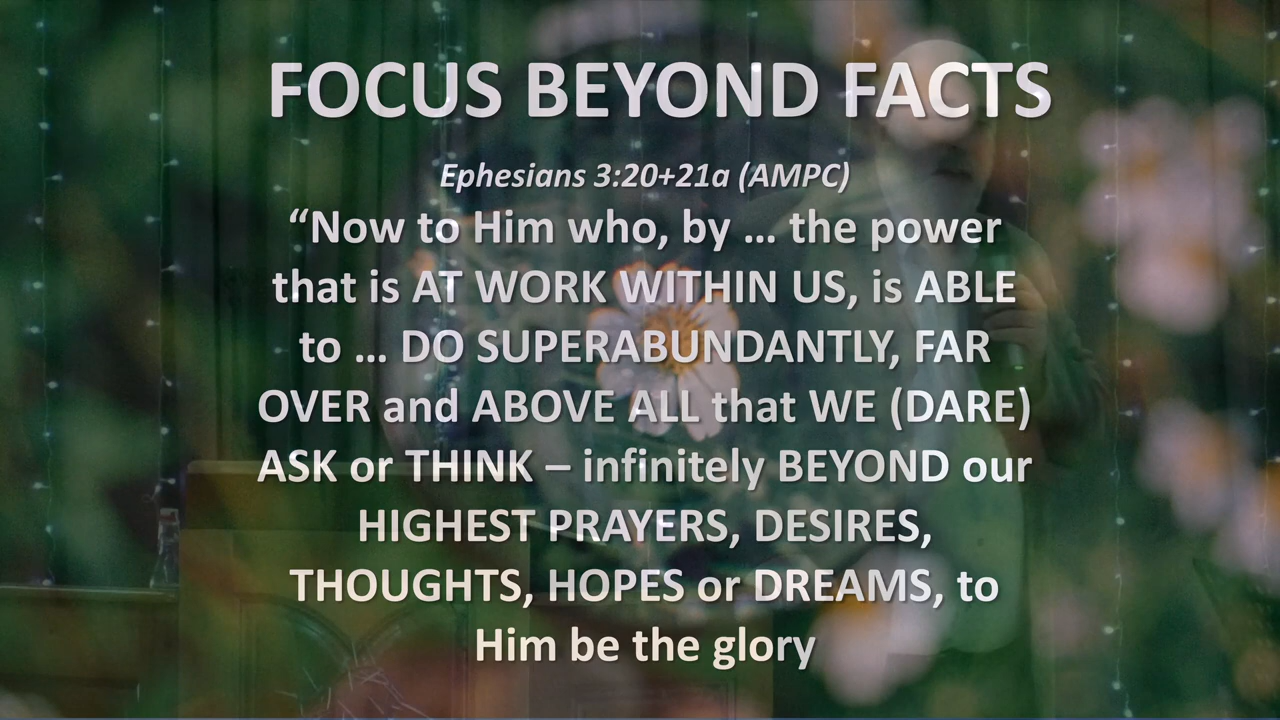 FOCUS BEYOND FACTS
Ephesians 3:20+21a (AMPC)
“Now to Him who, by … the power
that is AT WORK WITHIN US, is ABLE
to … DO SUPERABUNDANTLY, FAR
OVER and ABOVE ALL that WE (DARE)
ASK or THINK – infinitely BEYOND our
HIGHEST PRAYERS, DESIRES,
THOUGHTS, HOPES or DREAMS, to
Him be the glory